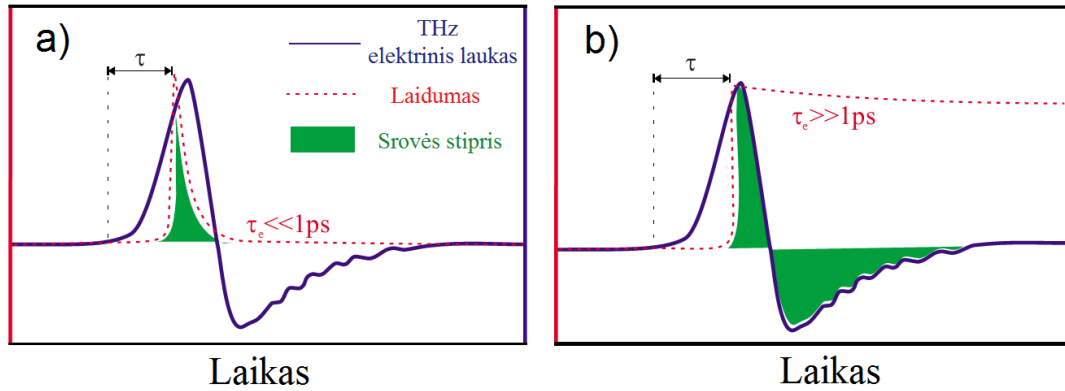 a)
τ
THz
elektrinis laukas
Laidumas
Srovės stipris
τe<<1ps
Laikas
b)
τ
τe>>1ps
Laikas